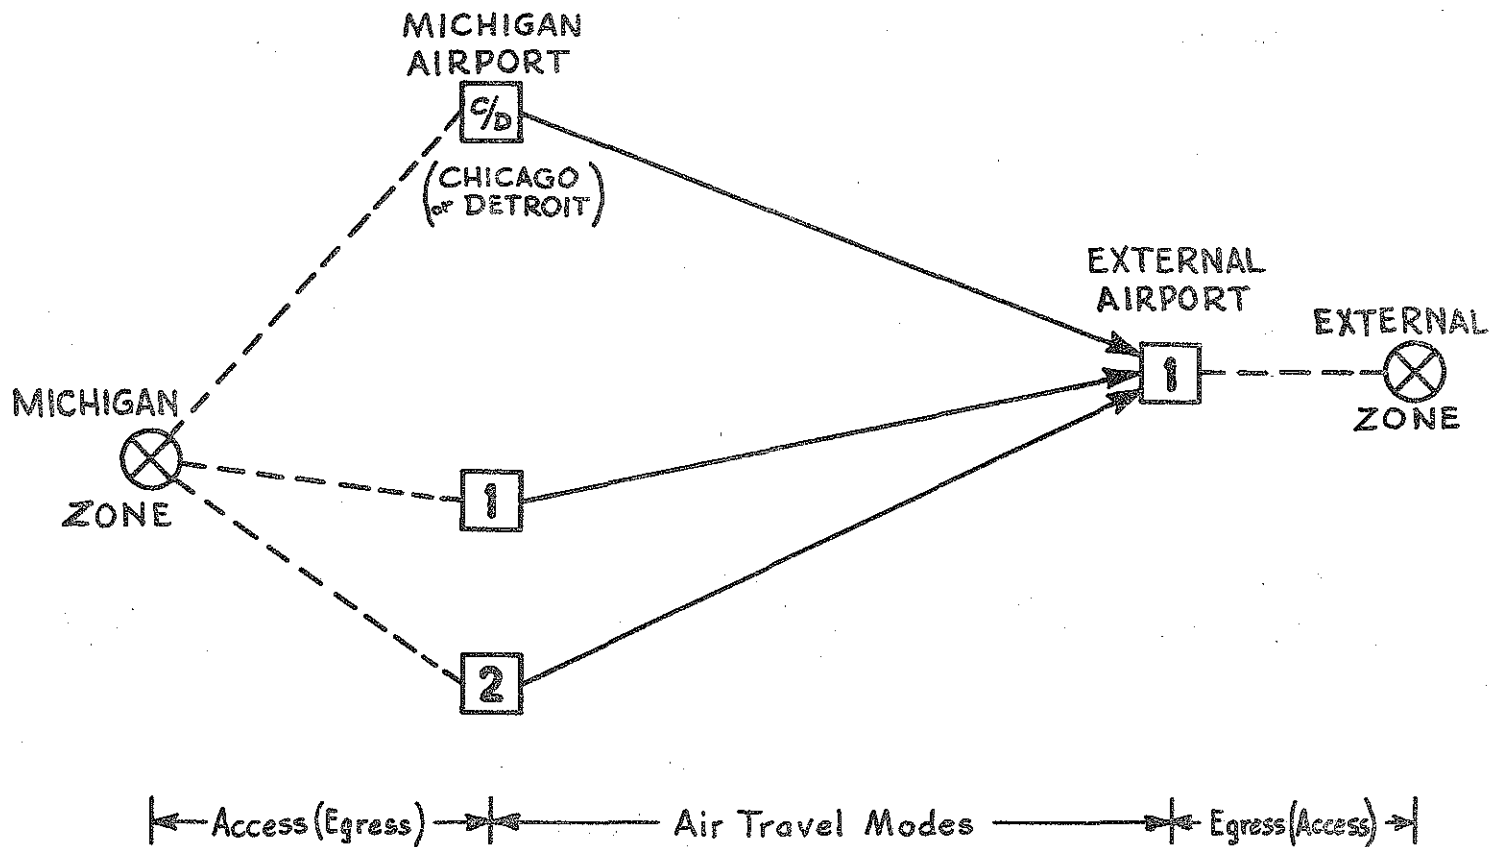 MICHIGAN
AIRPORT
C/D
(CHICAGO
or DETROIT)
EXTERNAL
AIRPORT
1
EXTERNAL
ZONE
MICHIGAN
ZONE
1
2
Access (Egress)
Air Travel Modes
Egress (Access)